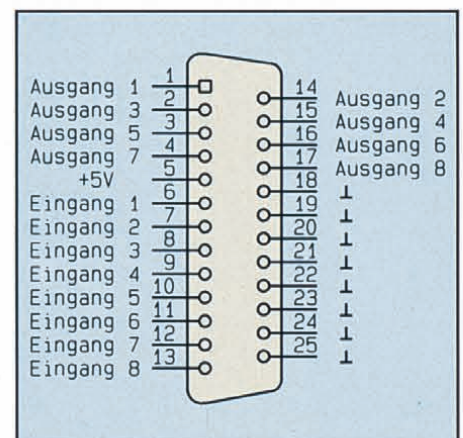 Ausgang 1 1
Ausgang 3 2
Ausgang 5 3
Ausgang 7 4
+5V 5
Eingang 1 6
Eingang 2 7
Eingang 3 8
Eingang 4 9
Eingang 5 10
Eingang 6 11
Eingang 7 12
Eingang 8 13
14 Ausgang 2
15 Ausgang 4
16 Ausgang 6
17 Ausgang 8
18 ⊥
19 ⊥
20 ⊥
21 ⊥
22 ⊥
23 ⊥
24 ⊥
25 ⊥